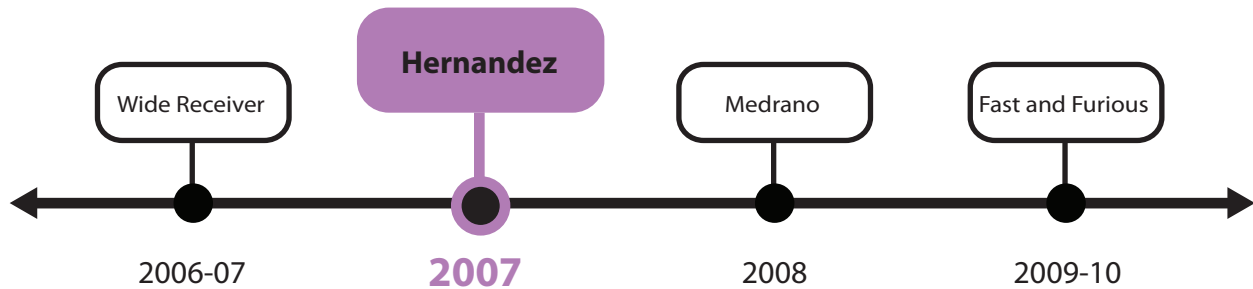 Hernandez
Wide Receiver
Medrano
Fast and Furious
2006-07
2007
2008
2009-10